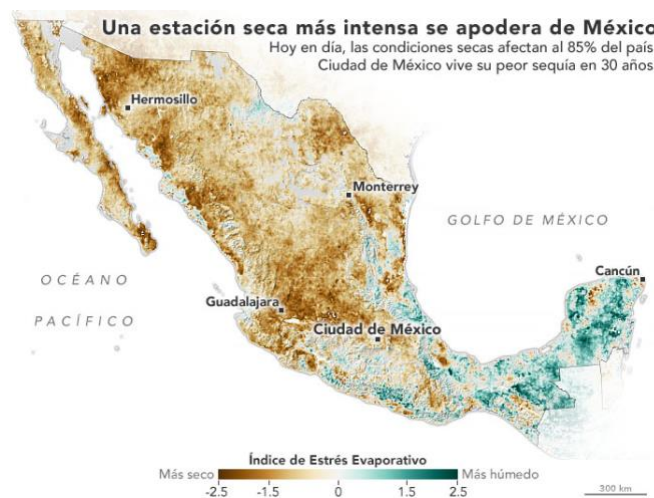 Una estación seca más intensa se apodera de México
Hoy en día, las condiciones secas afectan al 85% del país
Ciudad de México vive su peor sequía en 30 años
Hermosillo
Monterrey
GOLFO DE MÉXICO
Cancún
OCÉANO
PACÍFICO
Guadalajara
Ciudad de México
Índice de Estrés Evaporativo
Más seco
Más húmedo
-2.5 -1.5 0 1.5 2.5
300 km